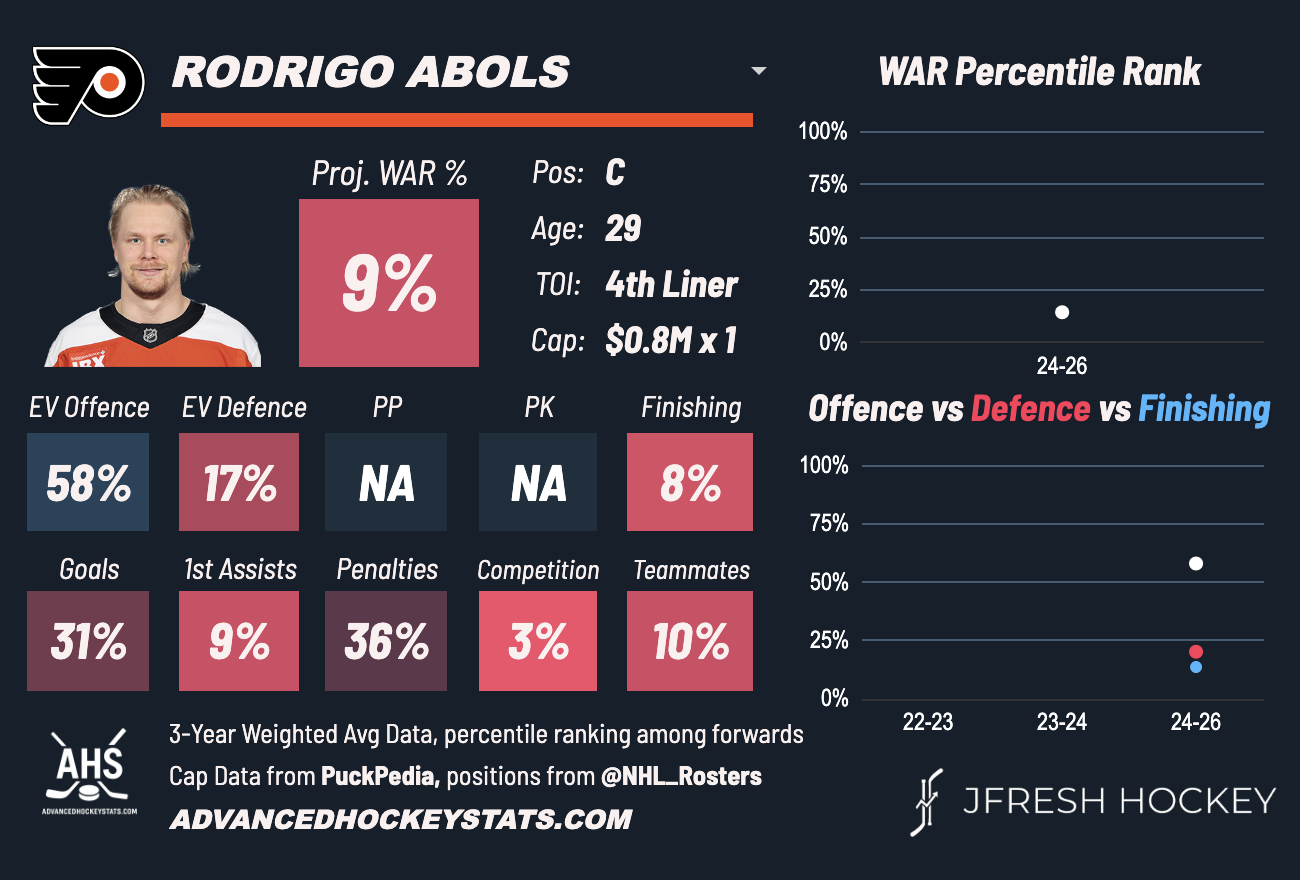 RODRIGO ABOLS
Proj. WAR %
9%
Pos: C
Age: 29
TOI: 4th Liner
Cap: $0.8M x 1
EV Offence EV Defence PP PK Finishing
58% 17% NA NA 8%
Goals 1st Assists Penalties Competition Teammates
31% 9% 36% 3% 10%
3-Year Weighted Avg Data, percentile ranking among forwards
Cap Data from PuckPedia, positions from @NHL_Rosters
ADVANCEDHOCKEYSTATS.COM
AHS
ADVANCEDHOCKEYSTATS.COM
WAR Percentile Rank
100%
75%
50%
25%
0%
24-26
Offence vs Defence vs Finishing
100%
75%
50%
25%
0%
22-23 23-24 24-26
JFRESH HOCKEY